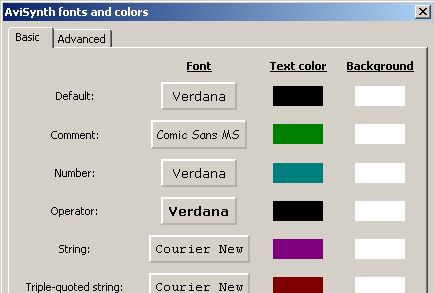 AviSynth fonts and colors
Basic Advanced
Font Text color Background
Default: Verdana
Comment: Comic Sans MS
Number: Verdana
Operator: Verdana
String: Courier New
Triple-quoted string: Courier New